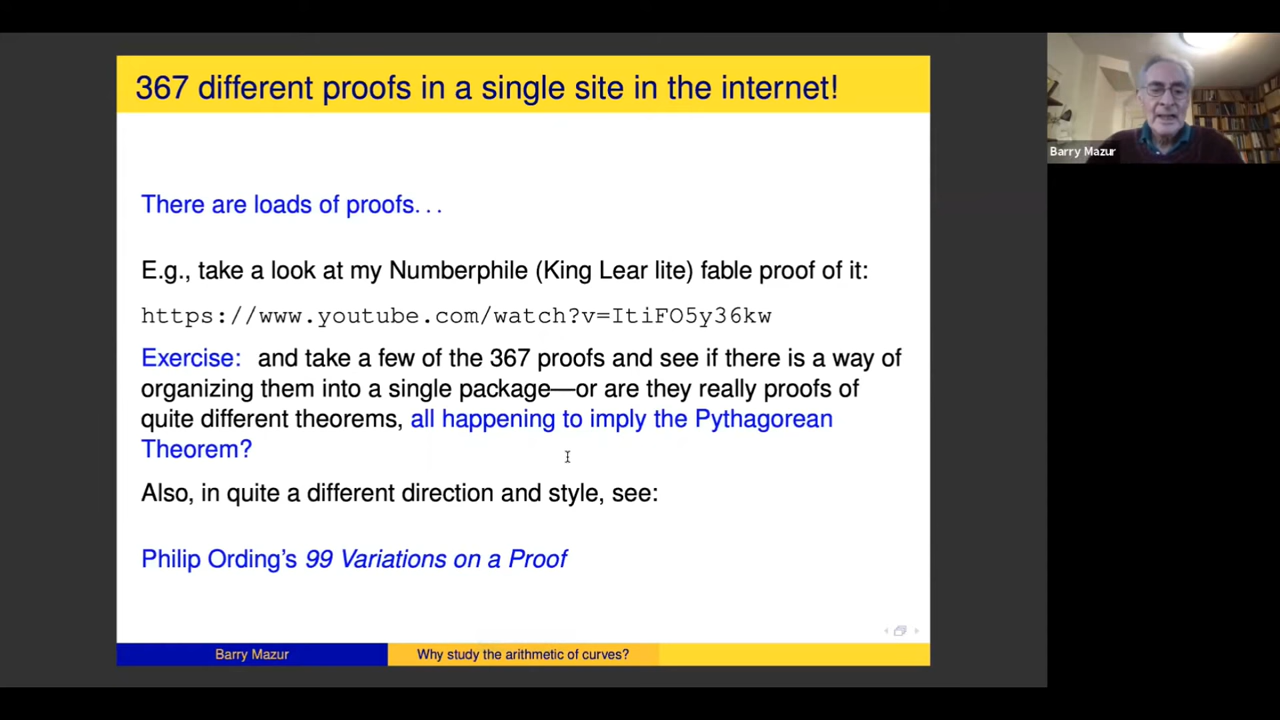 367 different proofs in a single site in the internet!
There are loads of proofs. . .
E.g., take a look at my Numberphile (King Lear lite) fable proof of it:
https://www.youtube.com/watch?v=ItiFO5y36kw
Exercise: and take a few of the 367 proofs and see if there is a way of
organizing them into a single package—or are they really proofs of
quite different theorems, all happening to imply the Pythagorean
Theorem?
Also, in quite a different direction and style, see:
Philip Ording's 99 Variations on a Proof
Barry Mazur
Why study the arithmetic of curves?
Barry Mazur